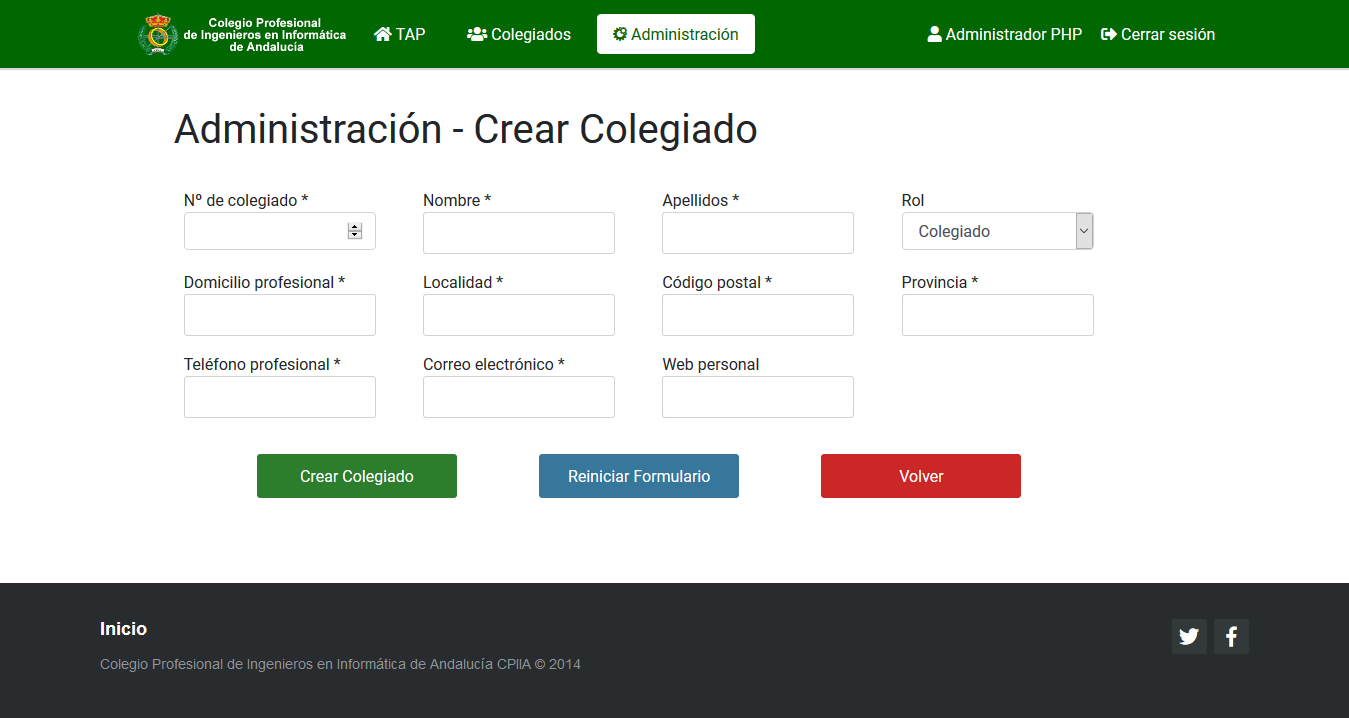 Colegio Profesional
de Ingenieros en Informática
de Andalucía
TAP
Colegiados
Administración
Administrador PHP
Cerrar sesión
Administración - Crear Colegiado
Nº de colegiado *
Nombre *
Apellidos *
Rol
Colegiado
Domicilio profesional *
Localidad *
Código postal *
Provincia *
Teléfono profesional *
Correo electrónico *
Web personal
Crear Colegiado
Reiniciar Formulario
Volver
Inicio
Colegio Profesional de Ingenieros en Informática de Andalucía CPIIA © 2014